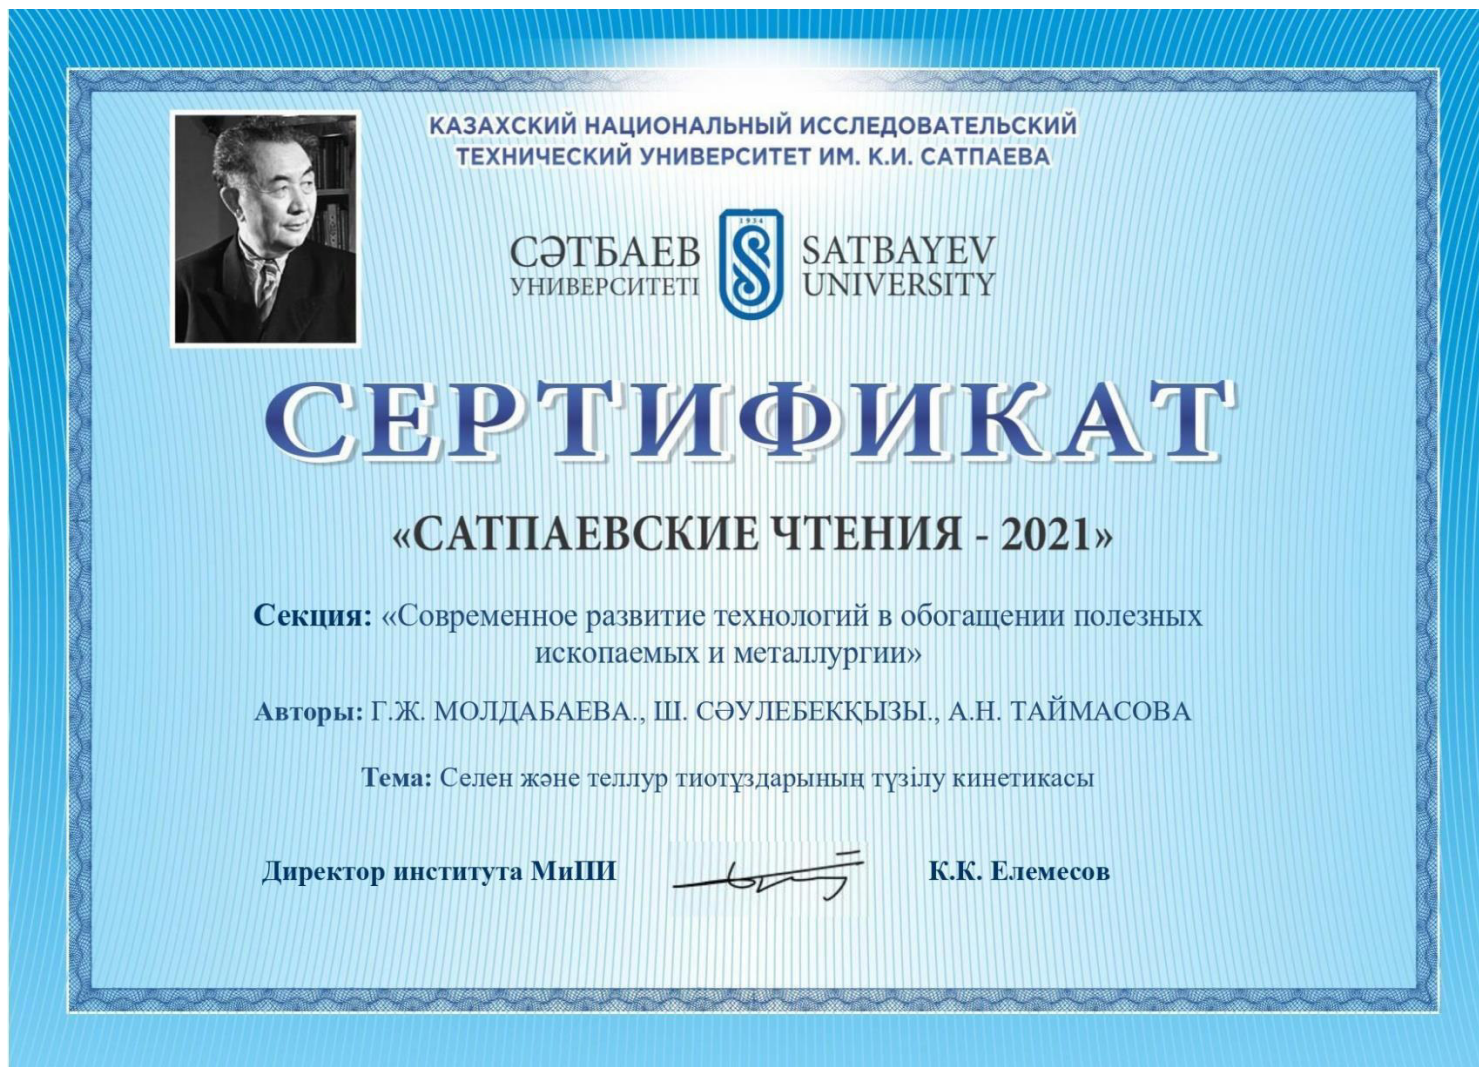 КАЗАХСКИЙ НАЦИОНАЛЬНЫЙ ИССЛЕДОВАТЕЛЬСКИЙ
ТЕХНИЧЕСКИЙ УНИВЕРСИТЕТ ИМ. К.И. САТПАЕВА
СӘТБАЕВ
УНИВЕРСИТЕТІ
1934
SATBAYEV
UNIVERSITY
СЕРТИФИКАТ
«САТПАЕВСКИЕ ЧТЕНИЯ - 2021»
Секция: «Современное развитие технологий в обогащении полезных
ископаемых и металлургии»
Авторы: Г.Ж. МОЛДАБАЕВА., Ш. СӘУЛЕБЕКҚЫЗЫ., А.Н. ТАЙМАСОВА
Тема: Селен және теллур тиотұздарының түзілу кинетикасы
Директор института МиПИ К.К. Елемесов